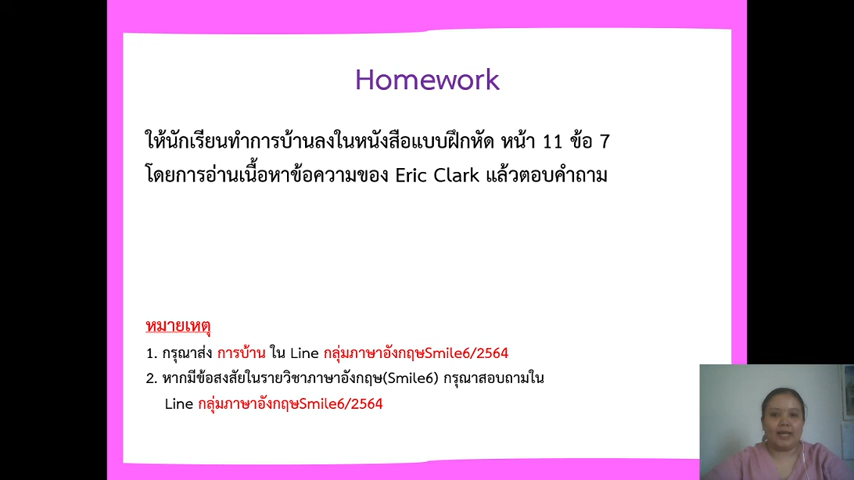 Homework
ให้นักเรียนทำการบ้านลงในหนังสือแบบฝึกหัด หน้า 11 ข้อ 7
โดยการอ่านเนื้อหาข้อความของ Eric Clark แล้วตอบคำถาม
หมายเหตุ
1. กรุณาส่ง การบ้าน ใน Line กลุ่มภาษาอังกฤษSmile6/2564
2. หากมีข้อสงสัยในรายวิชาภาษาอังกฤษ(Smile6) กรุณาสอบถามใน
Line กลุ่มภาษาอังกฤษSmile6/2564